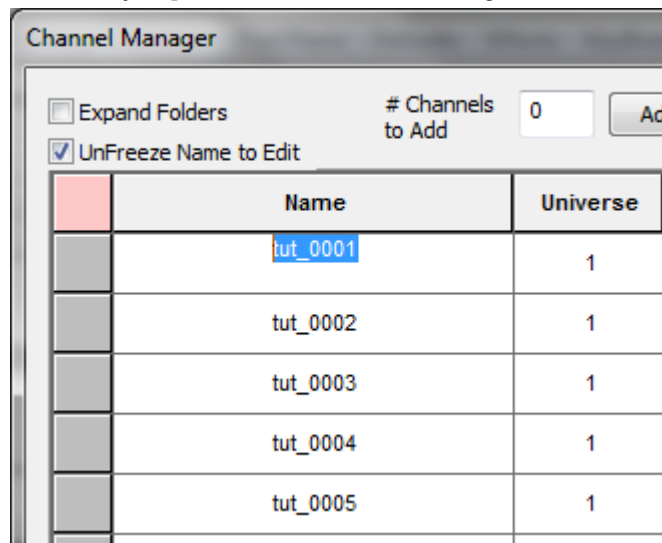 Channel Manager
Expand Folders
# Channels
to Add
0
UnFreeze Name to Edit
Name Universe
tut_0001 1
tut_0002 1
tut_0003 1
tut_0004 1
tut_0005 1